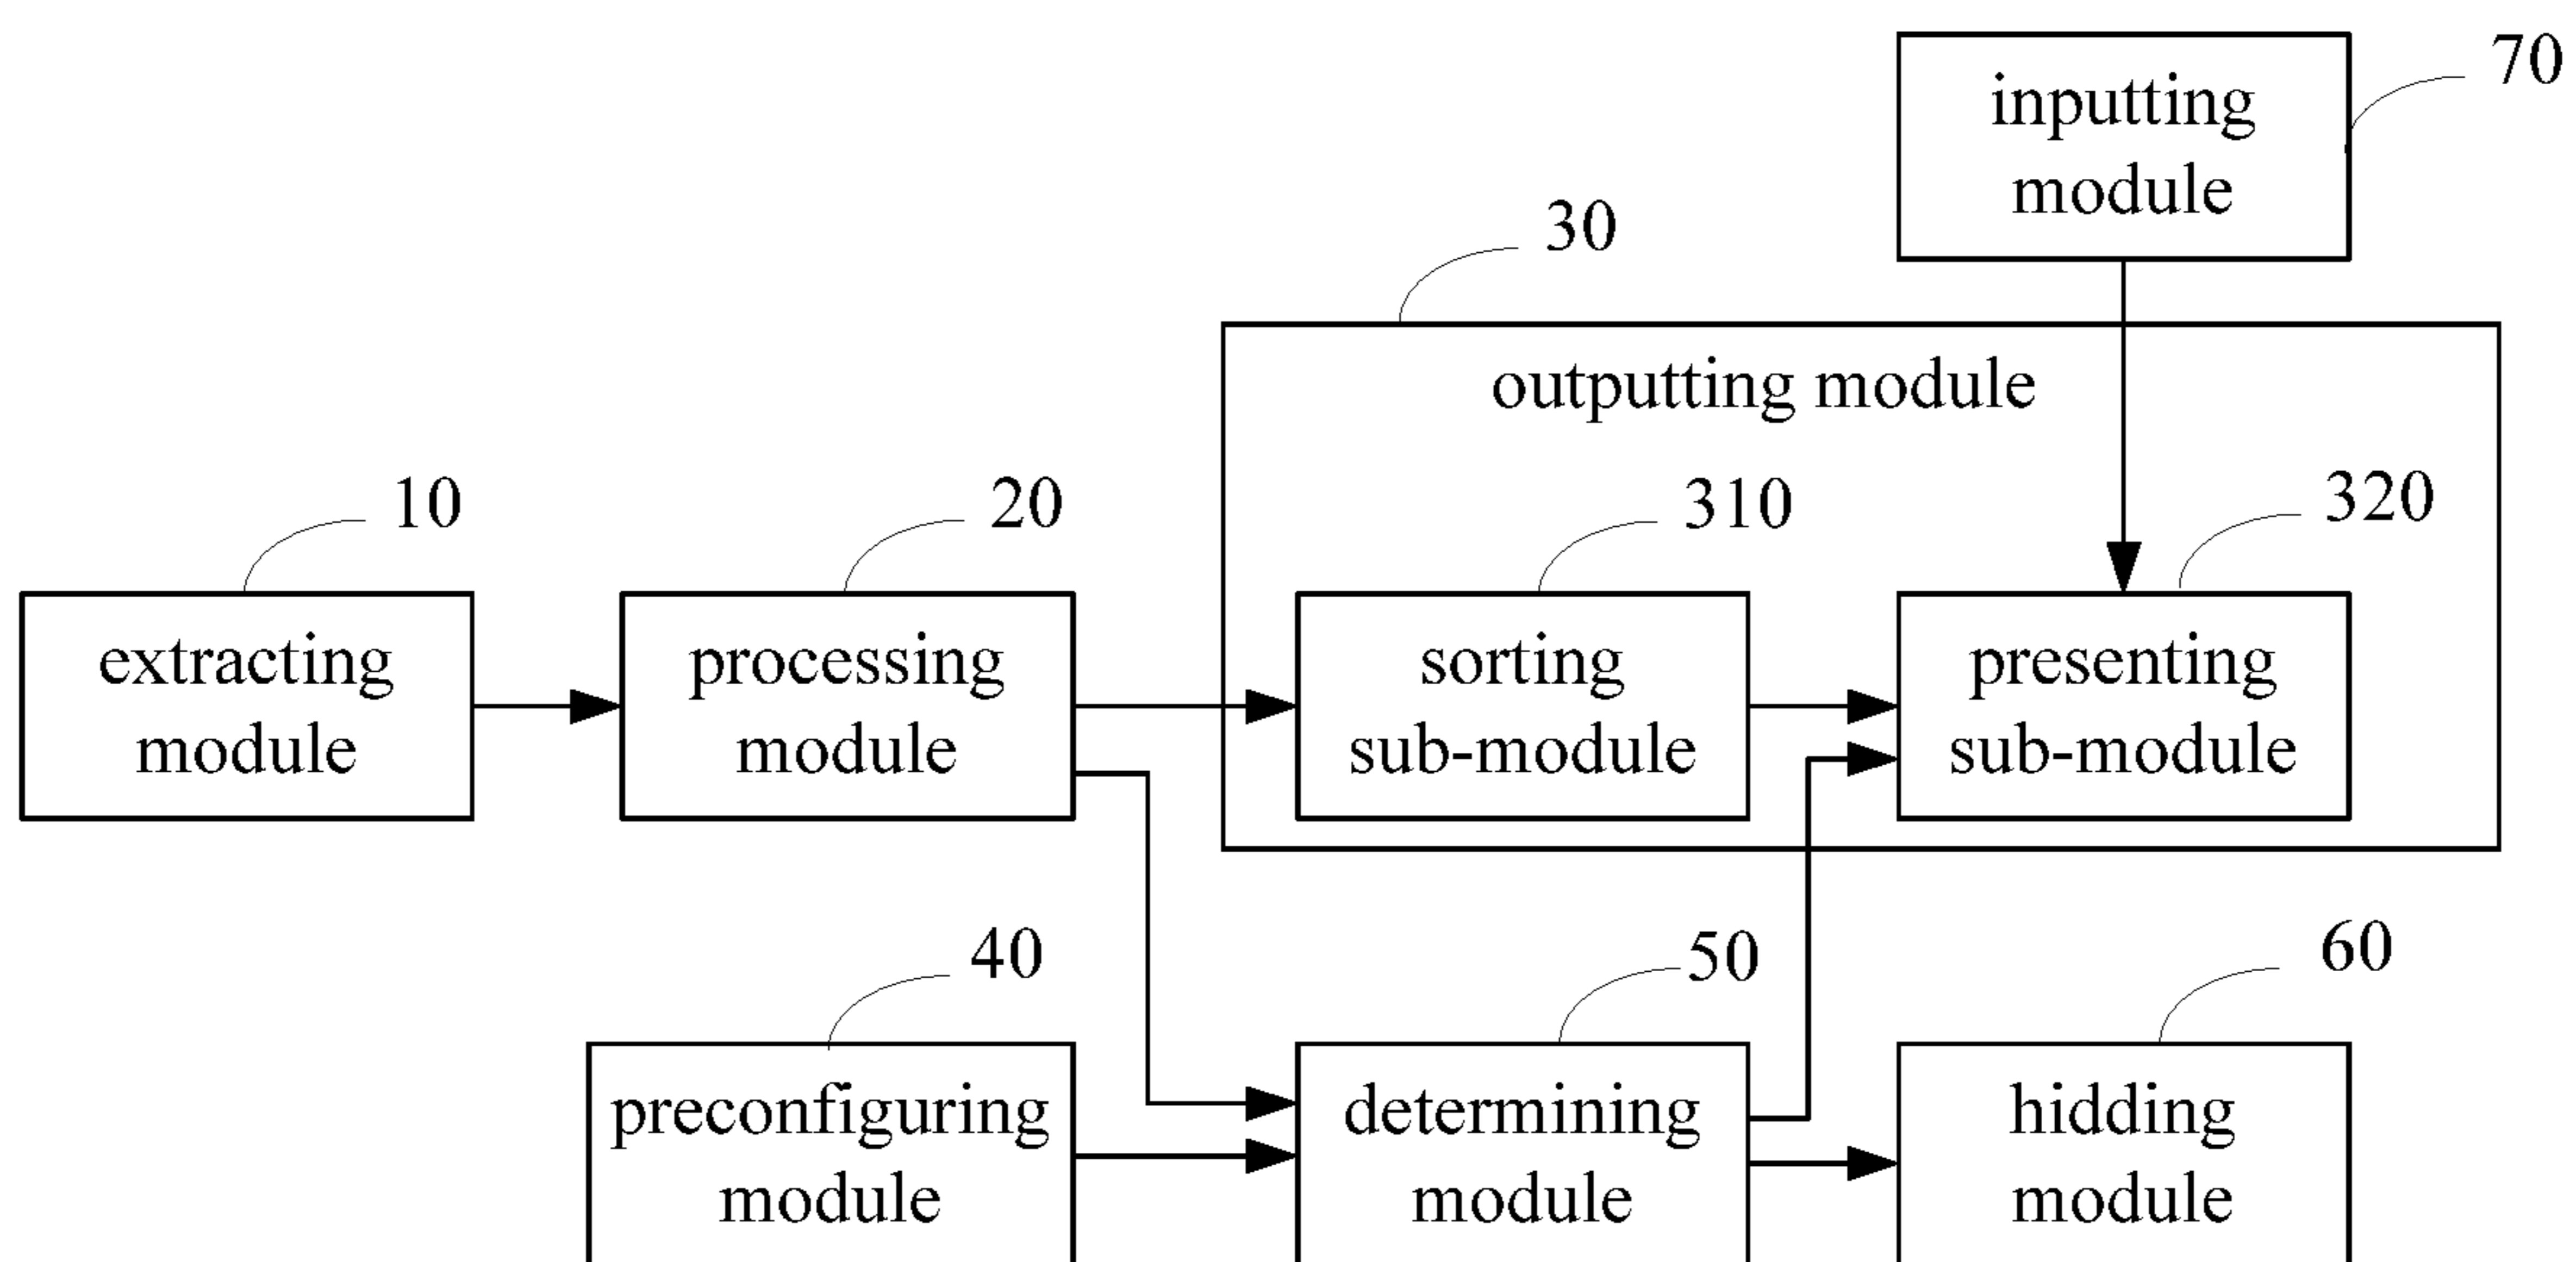 70
inputting
module
30
outputting module
10
20
310
320
extracting
module
processing
module
sorting
sub-module
presenting
sub-module
40
50
60
preconfiguring
module
determining
module
hidding
module